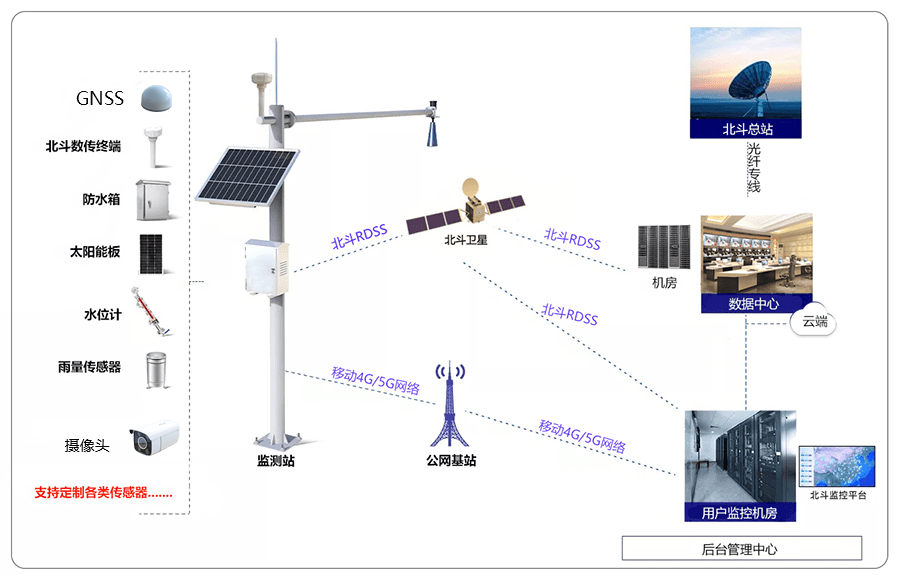 GNSS
北斗数传终端
防水箱
太阳能板
水位计
雨量传感器
摄像头
支持定制各类传感器.......
监测站
北斗RDSS
北斗卫星
北斗RDSS
北斗RDSS
移动4G/5G网络
公网基站
移动4G/5G网络
北斗总站
光纤专线
机房
数据中心
云端
用户监控机房
北斗监控平台
后台管理中心